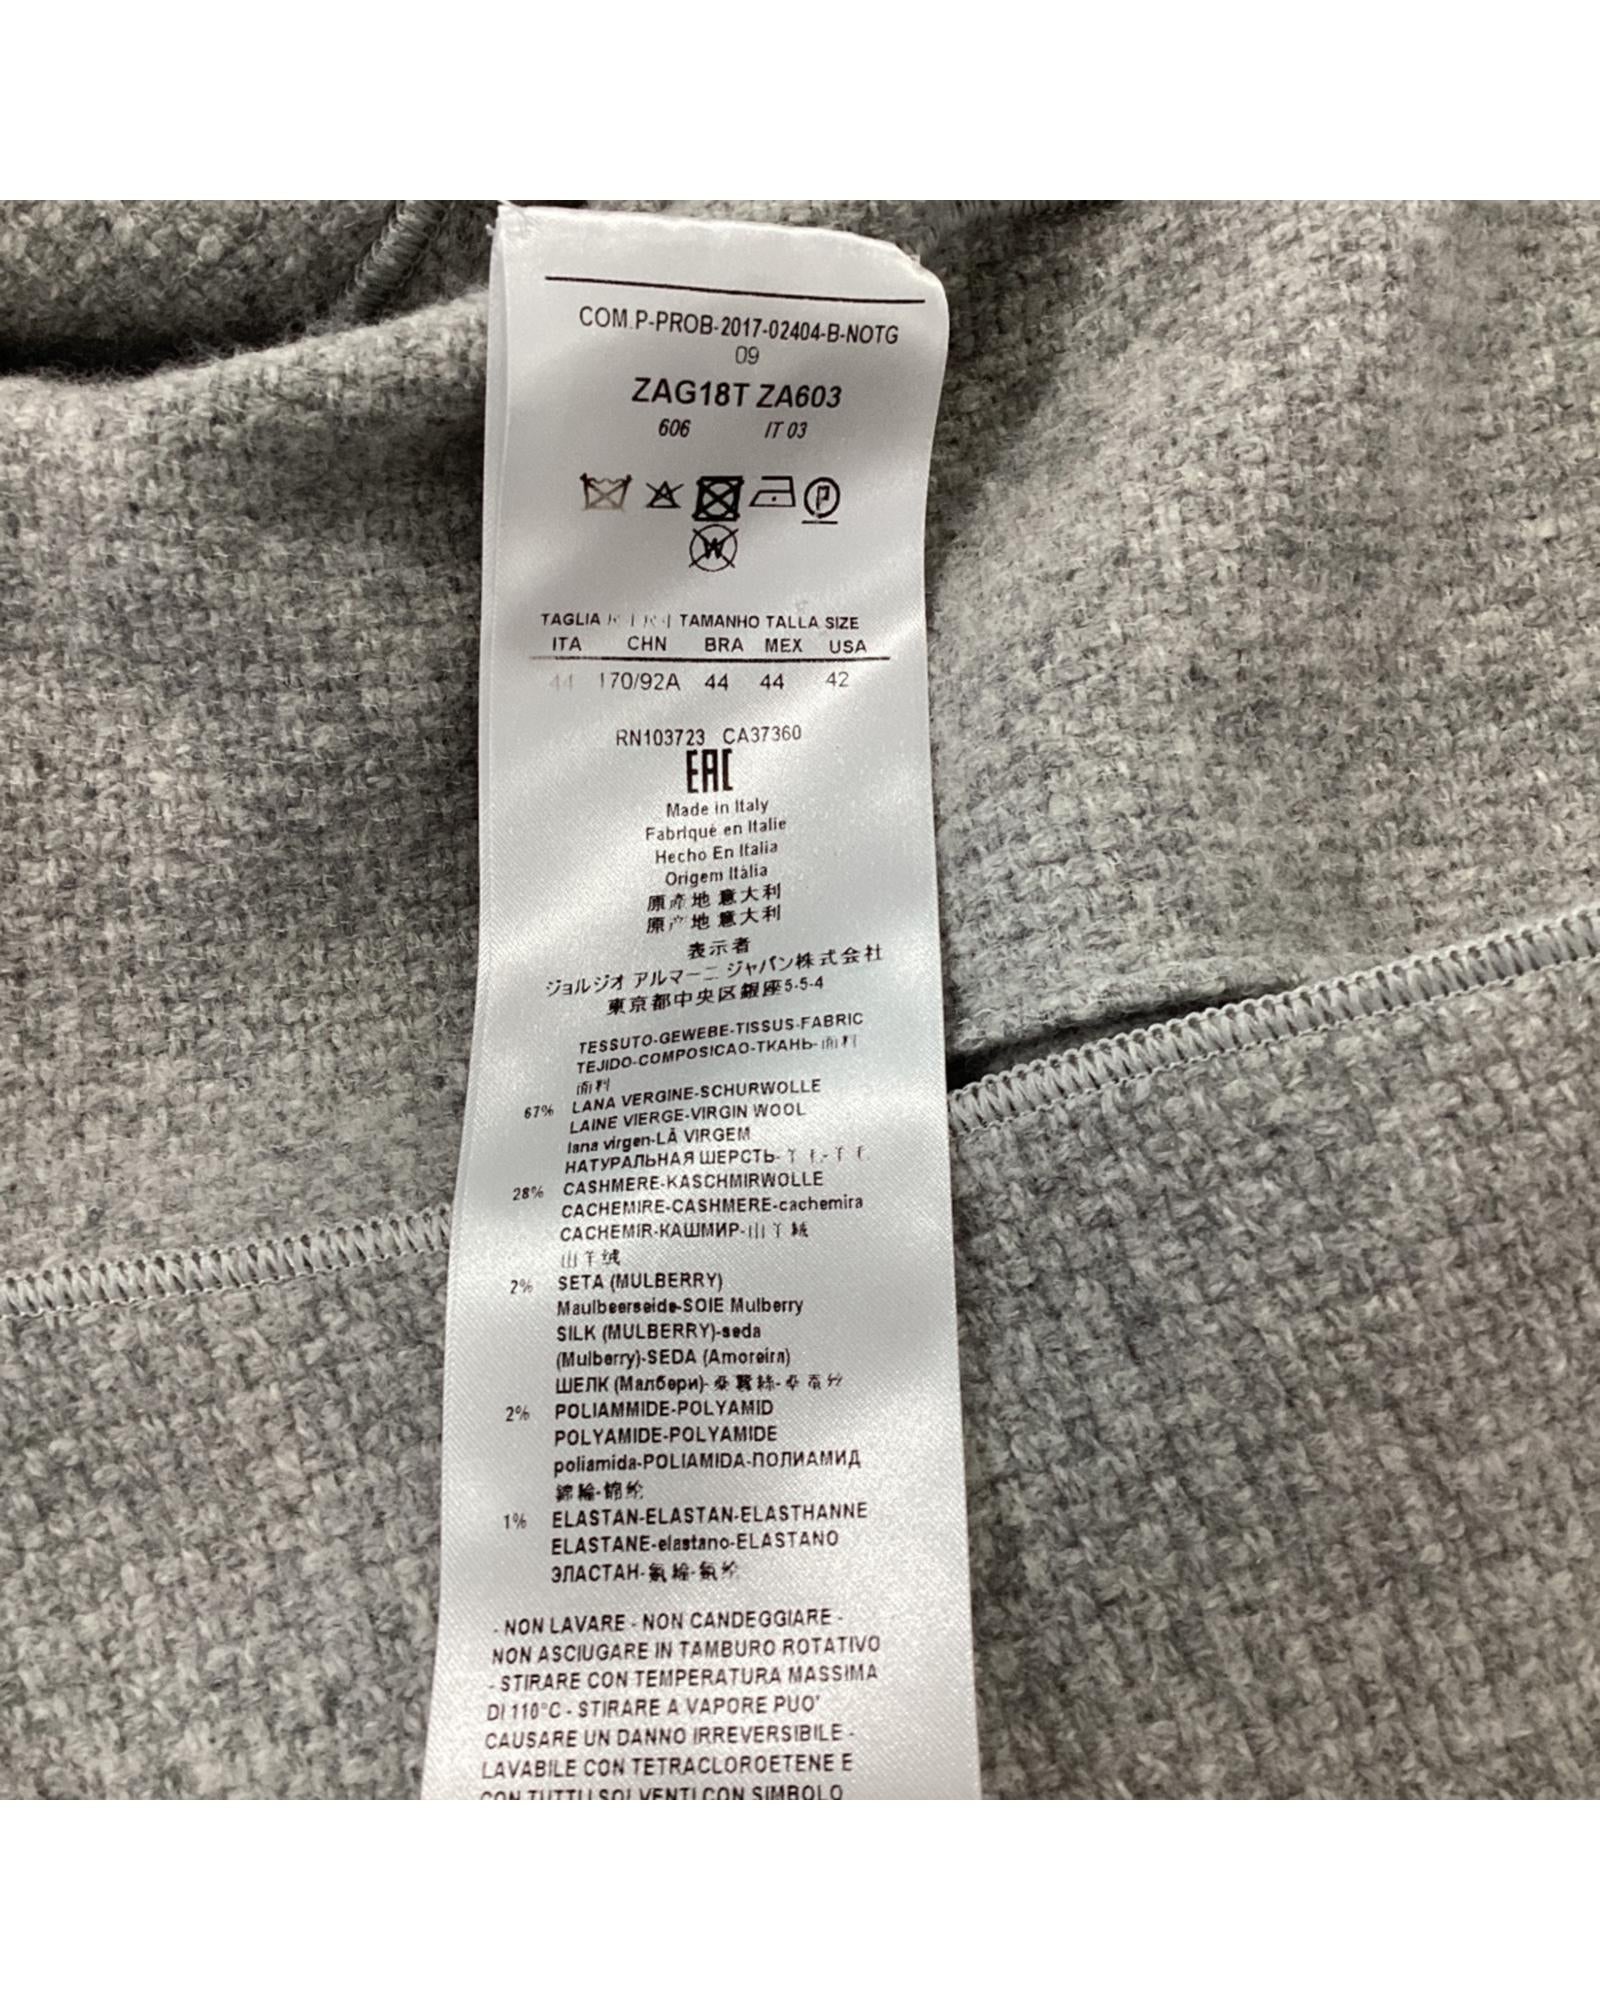 COM.P-PROB-2017-02404-B-NOTG
09
ZAG18T ZA603
606 IT 03
P
W
TAGLIA TAMANHO TALLA SIZE
ITA CHN BRA MEX USA
44 170/92A 44 44 42
RN103723 CA37360
EAC
Made in Italy
Fabriqué en Italie
Hecho En Italia
Origem Itália
原產地 意大利
原产地 意大利
表示者
ジョルジオ アルマーニ ジャパン株式会社
東京都中央区銀座5-5-4
TESSUTO-GEWEBE-TISSUS-FABRIC
TEJIDO-COMPOSICAO-ТКАНЬ-面料
面料
67% LANA VERGINE-SCHURWOLLE
LAINE VIERGE-VIRGIN WOOL
lana virgen-LÃ VIRGEM
НАТУРАЛЬНАЯ ШЕРСТЬ-
28% CASHMERE-KASCHMIRWOLLE
CACHEMIRE-CASHMERE-cachemira
CACHEMIR-КАШМИР-山羊絨
山羊绒
2% SETA (MULBERRY)
Maulbeerseide-SOIE Mulberry
SILK (MULBERRY)-seda
(Mulberry)-SEDA (Amoreira)
ШЕЛК (Малбери)-桑蠶絲-桑蚕丝
2% POLIAMMIDE-POLYAMID
POLYAMIDE-POLYAMIDE
poliamida-POLIAMIDA-ПОЛИАМИД
錦綸-锦纶
1% ELASTAN-ELASTAN-ELASTHANNE
ELASTANE-elastano-ELASTANO
ЭЛАСТАН-氨綸-氨纶
- NON LAVARE - NON CANDEGGIARE -
NON ASCIUGARE IN TAMBURO ROTATIVO
- STIRARE CON TEMPERATURA MASSIMA
DI 110°C - STIRARE A VAPORE PUO'
CAUSARE UN DANNO IRREVERSIBILE -
LAVABILE CON TETRACLOROETENE E
CON TUTTI I SOLVENTI CON SIMBOLO